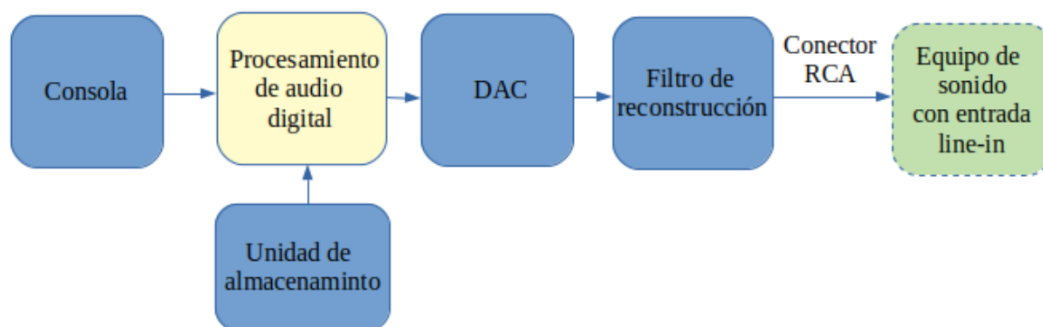 Consola
Procesamiento
de audio
digital
DAC
Filtro de
reconstrucción
Conector
RCA
Equipo de
sonido
con entrada
line-in
Unidad de
almacenaminto